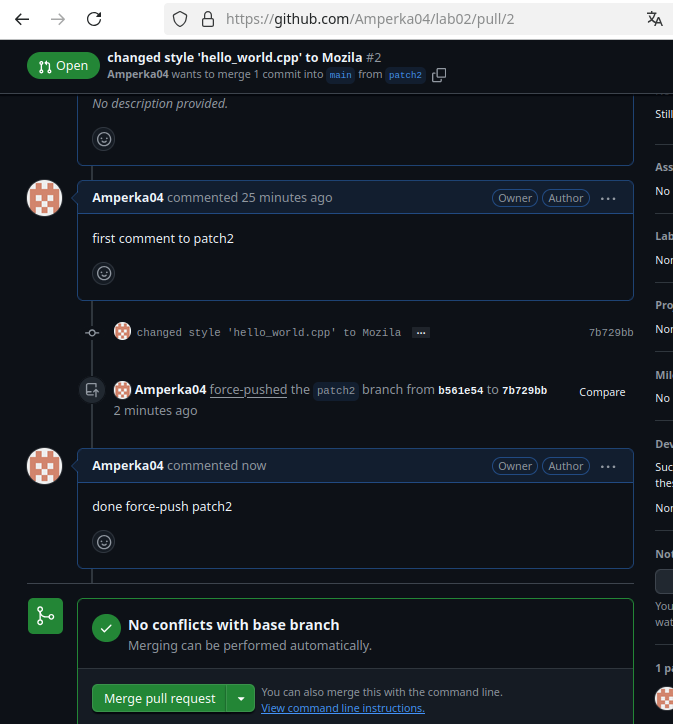 https://github.com/Amperka04/lab02/pull/2
Open
changed style 'hello_world.cpp' to Mozila #2
Amperka04 wants to merge 1 commit into main from patch2
No description provided.
Still
Amperka04 commented 25 minutes ago
Owner
Author
...
Ass
No
first comment to patch2
Lab
Non
changed style 'hello_world.cpp' to Mozila ...
7b729bb
Pro
Non
Amperka04 force-pushed the patch2 branch from b561e54 to 7b729bb
2 minutes ago
Compare
Mil
No
Amperka04 commented now
Owner
Author
...
Dev
Suc
thes
Non
done force-push patch2
Not
You
wat
No conflicts with base branch
Merging can be performed automatically.
1 pa
Merge pull request
You can also merge this with the command line.
View command line instructions.